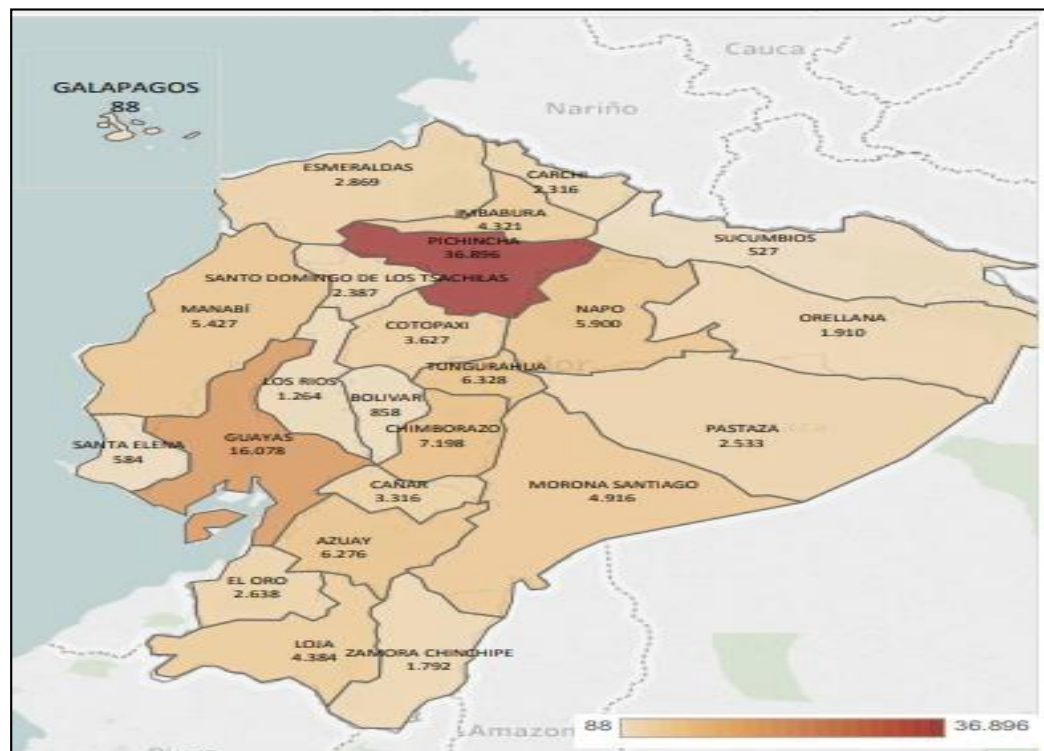 Cauca
GALAPAGOS
88
Nariño
ESMERALDAS
2.869
CARCHI
2.316
IMBABURA
4.321
PICHINCHA
36.896
SUCUMBIOS
527
SANTO DOMINGO DE LOS TSACHILAS
2.387
MANABÍ
5.427
NAPO
5.900
ORELLANA
1.910
COTOPAXI
3.627
TUNGURAHUA
6.328
LOS RIOS
1.264
BOLIVAR
858
CHIMBORAZO
7.198
PASTAZA
2.533
SANTA ELENA
584
GUAYAS
16.078
CAÑAR
3.316
MORONA SANTIAGO
4.916
AZUAY
6.276
EL ORO
2.638
LOJA
4.384
ZAMORA CHINCHIPE
1.792
88
36.896